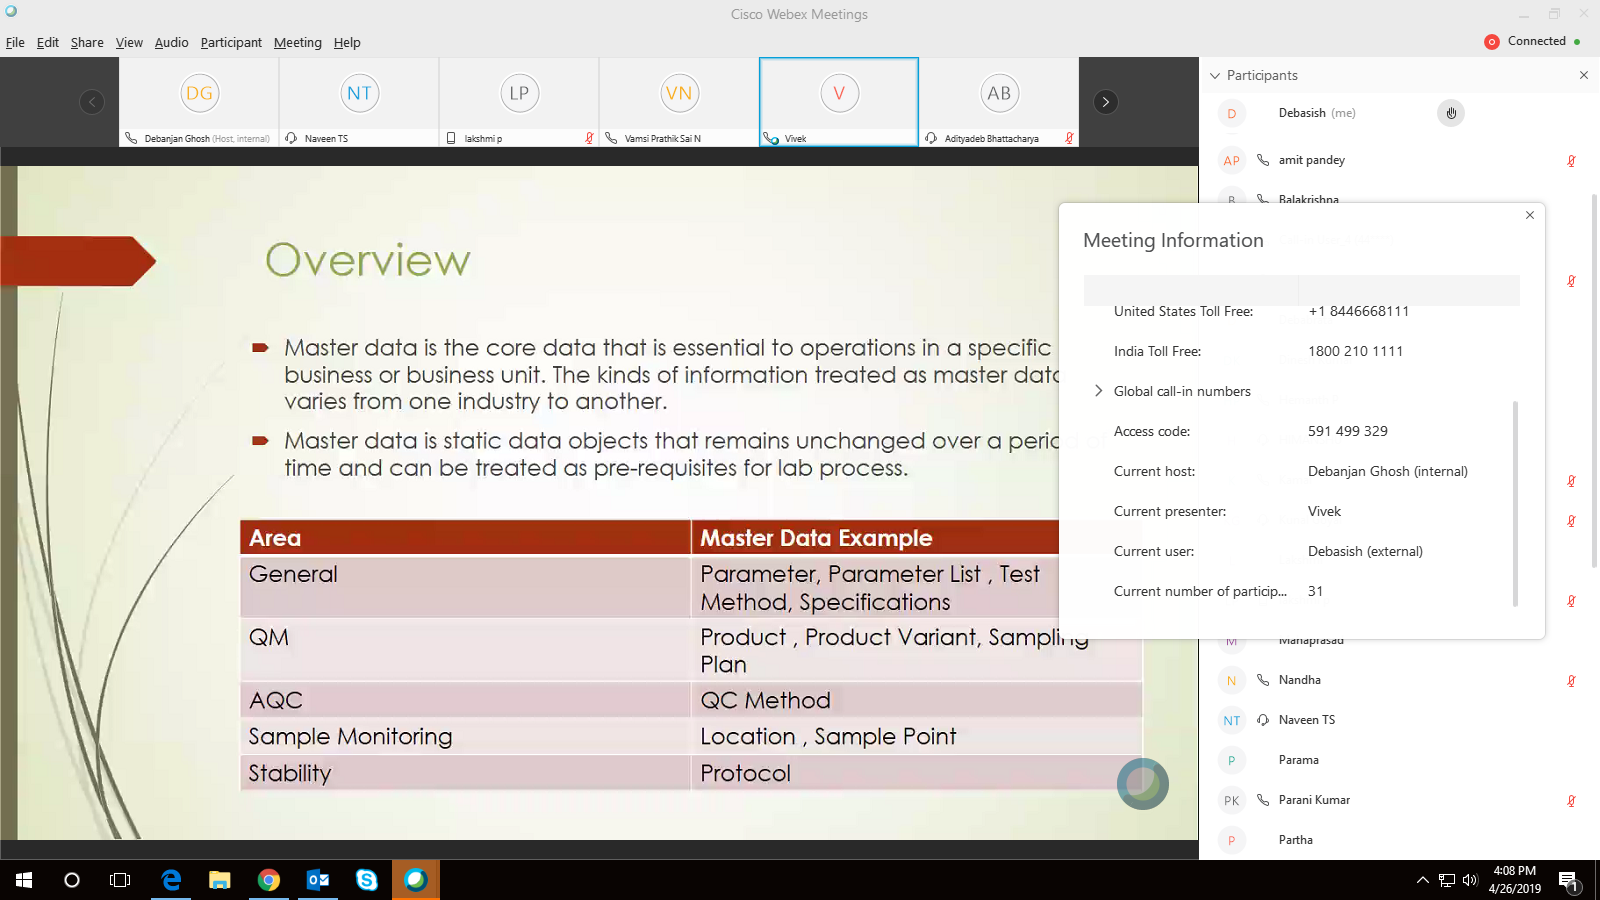 Cisco Webex Meetings
File Edit Share View Audio Participant Meeting Help
Connected
DG
NT
LP
VN
V
AB
Debanjan Ghosh (Host, internal)
Naveen TS
lakshmi p
Vamsi Prathik Sai N
Vivek
Adityadeb Bhattacharya
Overview
Master data is the core data that is essential to operations in a specific
business or business unit. The kinds of information treated as master data
varies from one industry to another.
Master data is static data objects that remains unchanged over a period of
time and can be treated as pre-requisites for lab process.
Area Master Data Example
General Parameter, Parameter List , Test
Method, Specifications
QM Product , Product Variant, Sampling
Plan
AQC QC Method
Sample Monitoring Location , Sample Point
Stability Protocol
Participants
D Debasish (me)
AP amit pandey
B Balakrishna
Meeting Information
United States Toll Free: +1 8446668111
India Toll Free: 1800 210 1111
Global call-in numbers
Access code: 591 499 329
Current host: Debanjan Ghosh (internal)
Current presenter: Vivek
Current user: Debasish (external)
Current number of particip... 31
M Manaprasad
N Nandha
NT Naveen TS
P Parama
PK Parani Kumar
P Partha
4:08 PM
4/26/2019
1